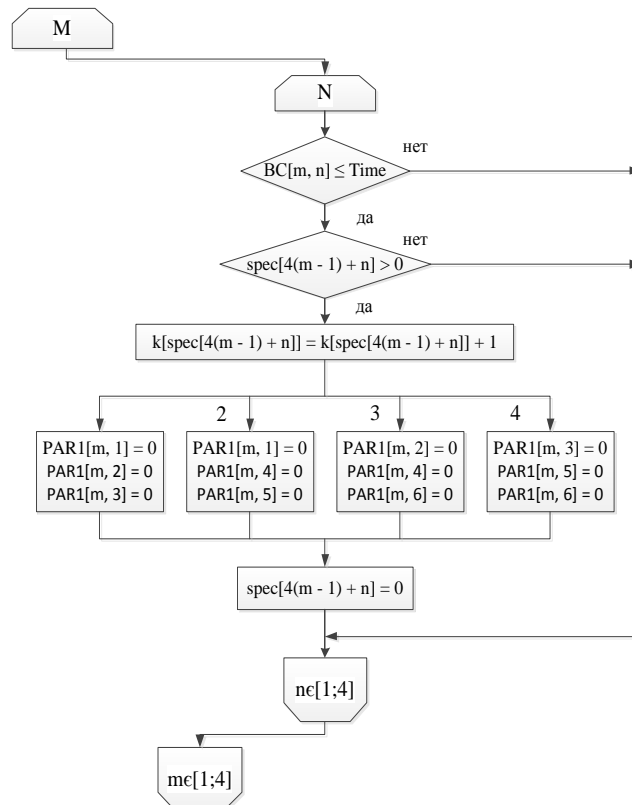 M
N
нет
BC[m, n] ≤ Time
да
нет
spec[4(m - 1) + n] > 0
да
k[spec[4(m - 1) + n]] = k[spec[4(m - 1) + n]] + 1
2
3
4
PAR1[m, 1] = 0
PAR1[m, 2] = 0
PAR1[m, 3] = 0
PAR1[m, 1] = 0
PAR1[m, 4] = 0
PAR1[m, 5] = 0
PAR1[m, 2] = 0
PAR1[m, 4] = 0
PAR1[m, 6] = 0
PAR1[m, 3] = 0
PAR1[m, 5] = 0
PAR1[m, 6] = 0
spec[4(m - 1) + n] = 0
nϵ[1;4]
mϵ[1;4]